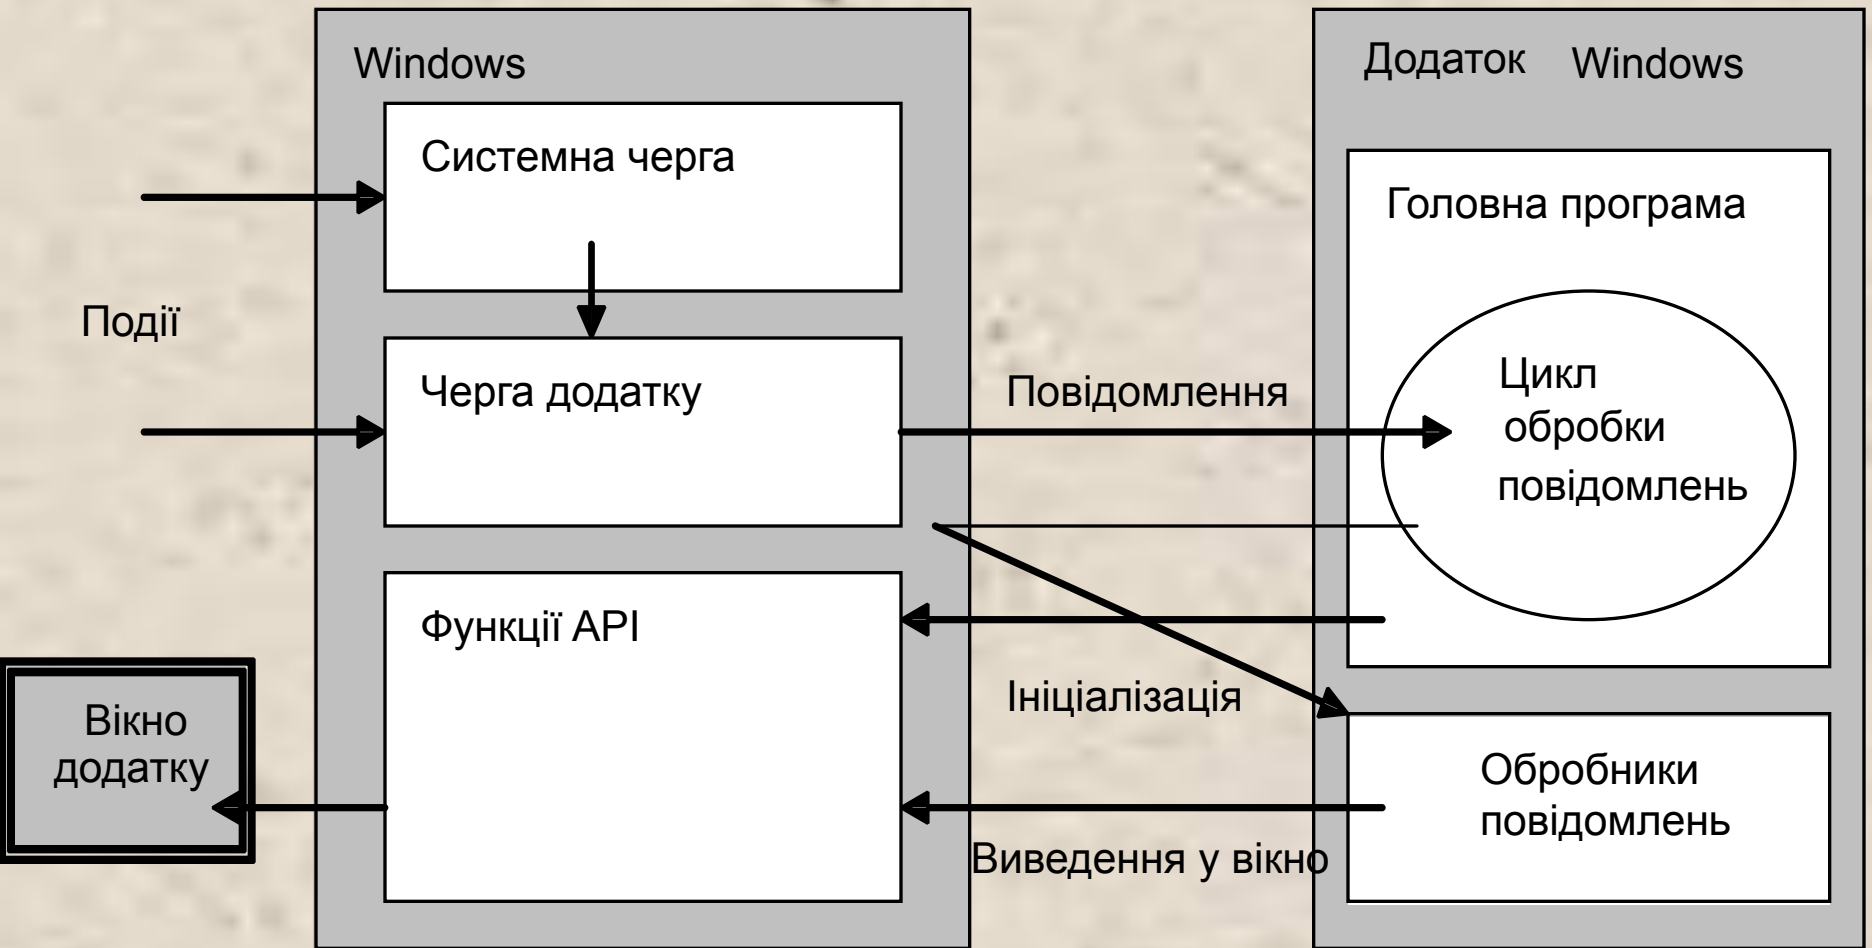 Windows
Додаток Windows
Системна черга
Головна програма
Події
Черга додатку
Повідомлення
Цикл
обробки
повідомлень
Функції API
Ініціалізація
Вікно
додатку
Обробники
повідомлень
Виведення у вікно